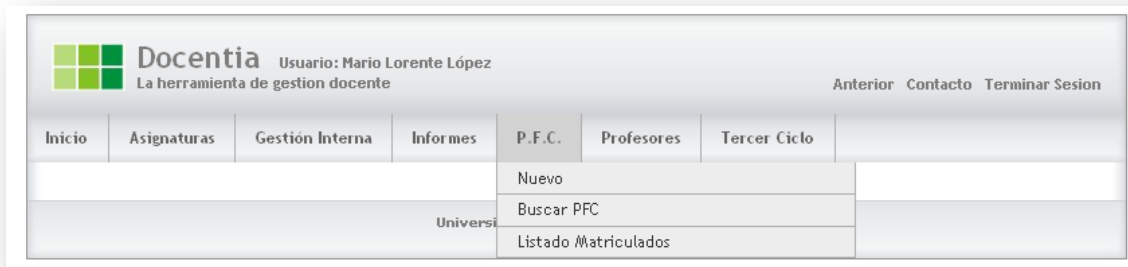 Docentia Usuario: Mario Lorente López
La herramienta de gestion docente
Anterior Contacto Terminar Sesion
Inicio Asignaturas Gestión Interna Informes P.F.C. Profesores Tercer Ciclo
Nuevo
Buscar PFC
Universi
Listado Matriculados